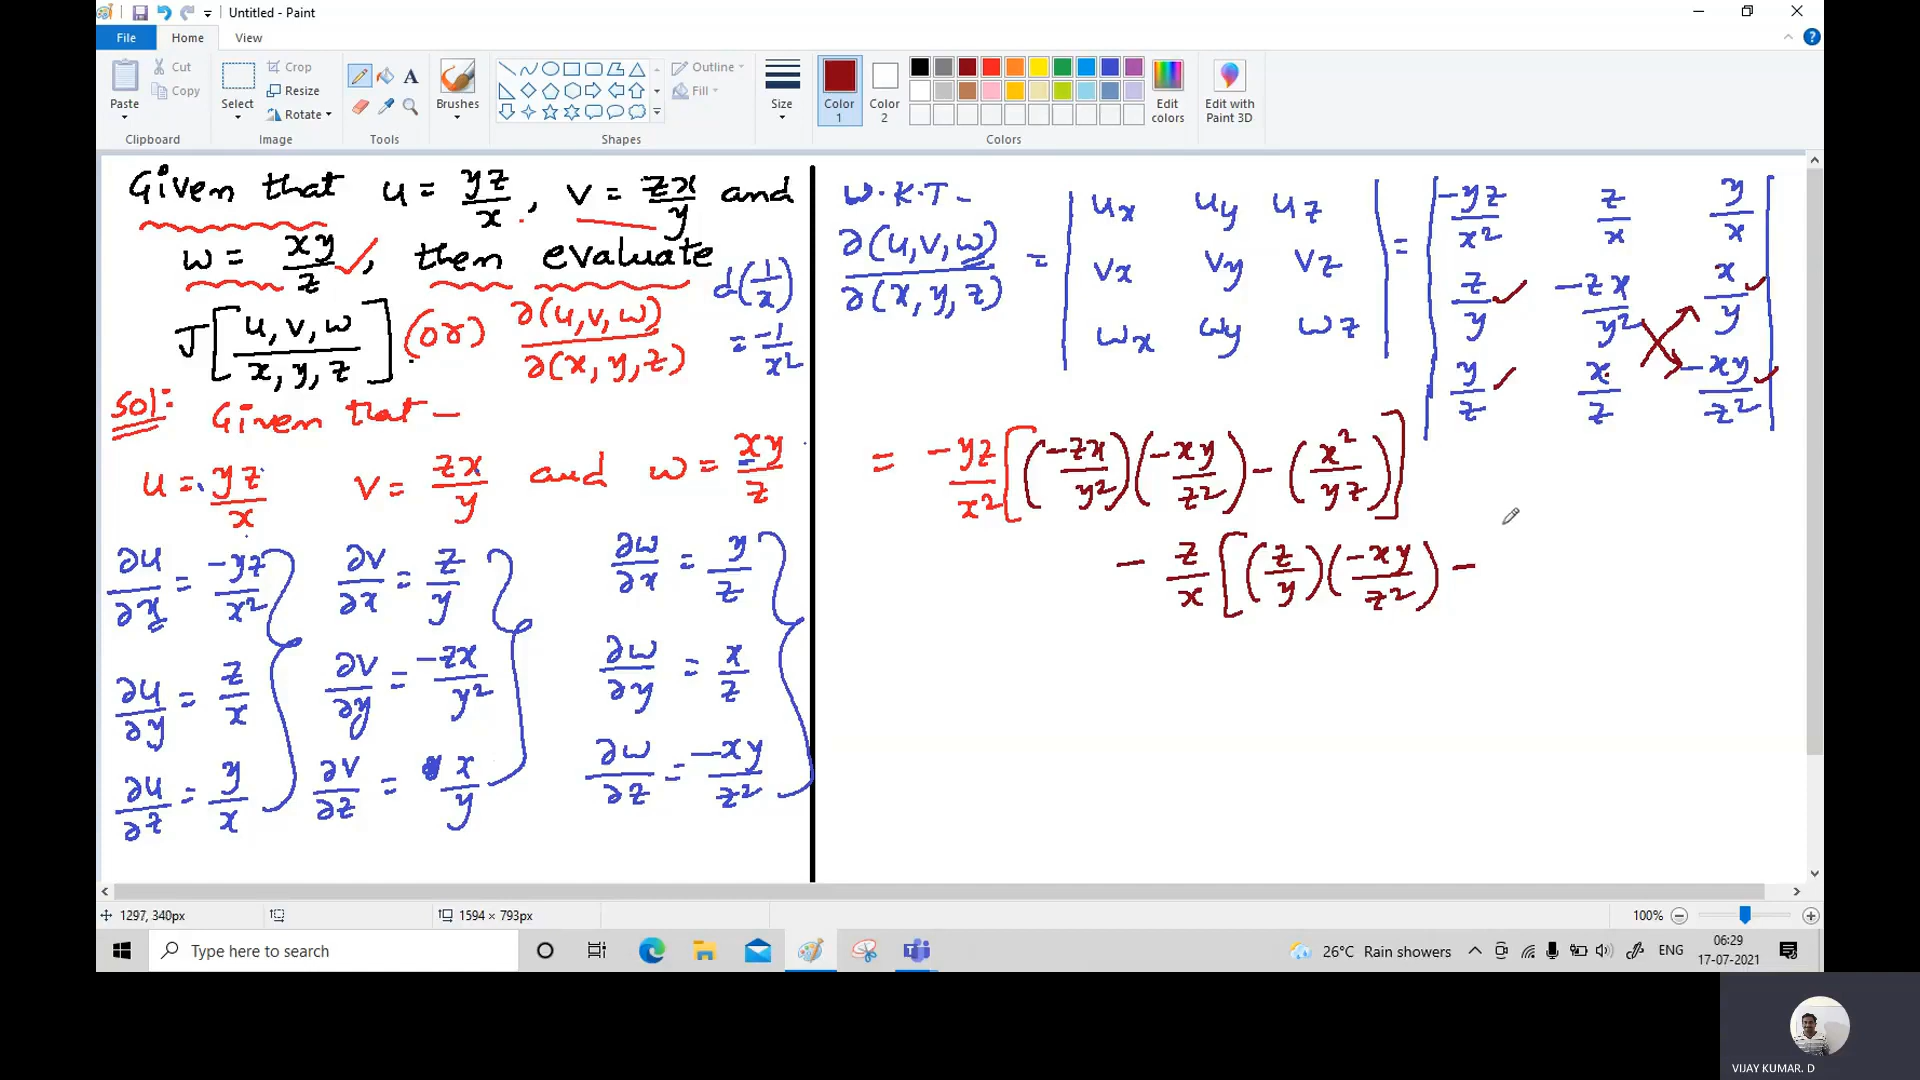 Untitled - Paint
File Home View
Paste Cut Copy
Clipboard
Select Crop Resize Rotate
Image
Tools
Brushes
Outline Fill
Shapes
Size
Color 1 Color 2
Edit colors
Edit with Paint 3D
Colors
Given that u = yz/x, v = zx/y and
w = xy/z, then evaluate
J[u, v, w / x, y, z] (or) ∂(u,v,w)/∂(x,y,z)
d(1/x) = -1/x²
Sol: Given that —
u = yz/x v = zx/y and w = xy/z
∂u/∂x = -yz/x² ∂v/∂x = z/y ∂w/∂x = y/z
∂u/∂y = z/x ∂v/∂y = -zx/y² ∂w/∂y = x/z
∂u/∂z = y/x ∂v/∂z = x/y ∂w/∂z = -xy/z²
W.K.T -
∂(u,v,w)/∂(x,y,z) = | ux uy uz | = | -yz/x² z/x y/x |
| vx vy vz | | z/y -zx/y² x/y |
| wx wy wz | | y/z x/z -xy/z² |
= -yz/x² [(-zx/y²)(-xy/z²) - (x²/yz)]
- z/x [(z/y)(-xy/z²) -
1297, 340px
1594 × 793px
100%
Type here to search
26°C Rain showers
ENG
06:29
17-07-2021
VIJAY KUMAR. D